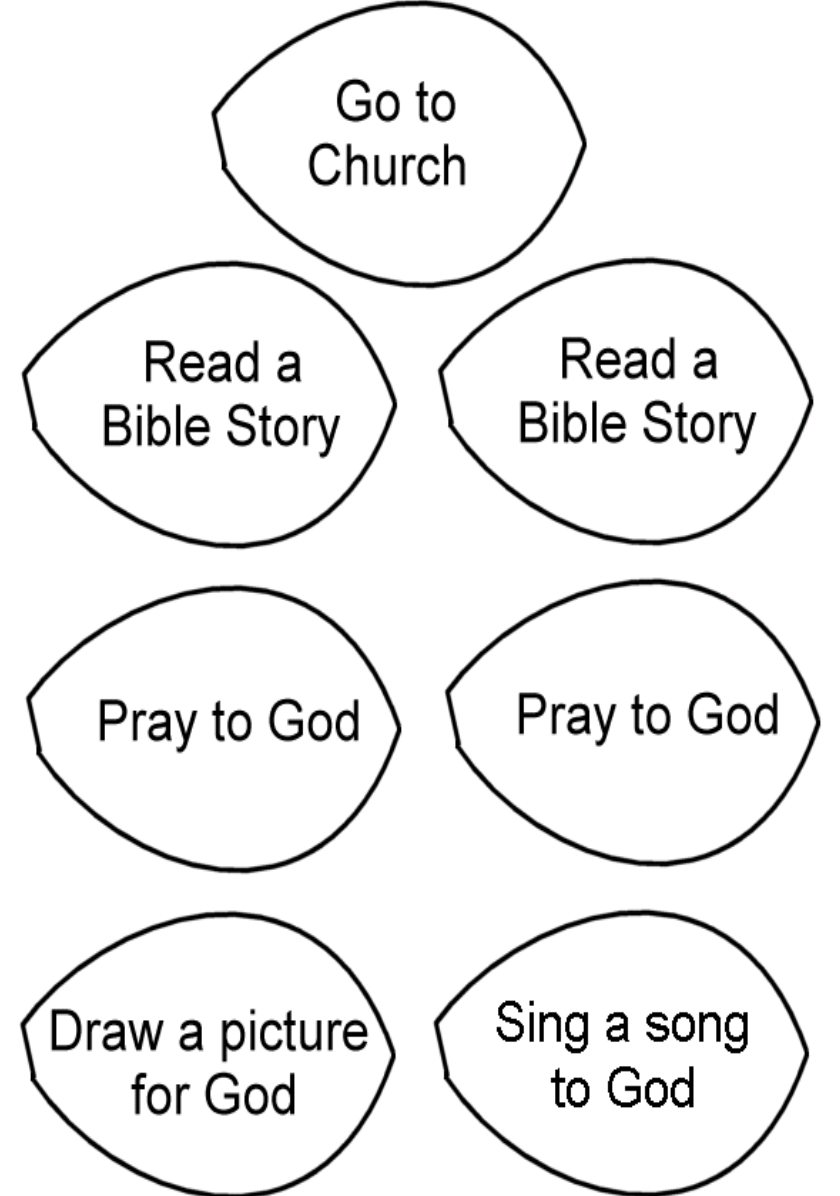 Go to
Church
Read a
Bible Story
Read a
Bible Story
Pray to God
Pray to God
Draw a picture
for God
Sing a song
to God